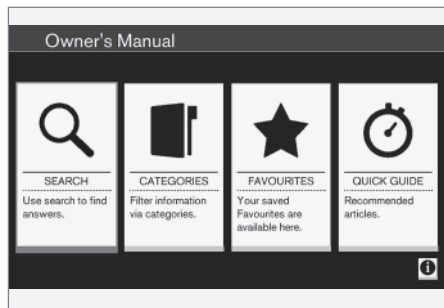 Owner's Manual
SEARCH
Use search to find
answers.
CATEGORIES
Filter information
via categories.
FAVOURITES
Your saved
Favourites are
available here.
QUICK GUIDE
Recommended
articles.
i